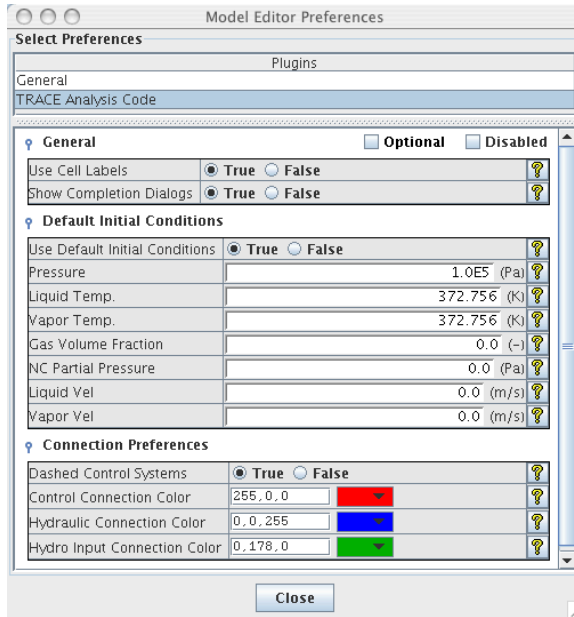 Model Editor Preferences
Select Preferences
Plugins
General
TRACE Analysis Code
General Optional Disabled
Use Cell Labels True False ?
Show Completion Dialogs True False ?
Default Initial Conditions
Use Default Initial Conditions True False ?
Pressure 1.0E5 (Pa) ?
Liquid Temp. 372.756 (K) ?
Vapor Temp. 372.756 (K) ?
Gas Volume Fraction 0.0 (-) ?
NC Partial Pressure 0.0 (Pa) ?
Liquid Vel 0.0 (m/s) ?
Vapor Vel 0.0 (m/s) ?
Connection Preferences
Dashed Control Systems True False ?
Control Connection Color 255,0,0 ?
Hydraulic Connection Color 0,0,255 ?
Hydro Input Connection Color 0,178,0 ?
Close